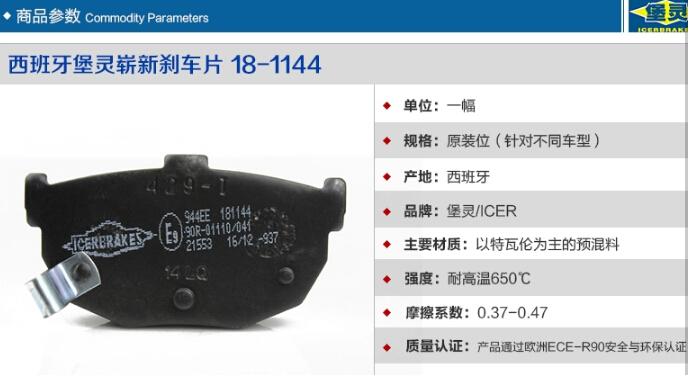 商品参数 Commodity Parameters
堡灵
ICERBRAKES
西班牙堡灵崭新刹车片 18-1144
单位：一幅
规格：原装位（针对不同车型）
产地：西班牙
品牌：堡灵/ICER
主要材质：以特瓦伦为主的预混料
强度：耐高温650℃
摩擦系数：0.37-0.47
质量认证：产品通过欧洲ECE-R90安全与环保认证
429-1
ICERBRAKES
E9
944EE 181144
90R-01110/041
21553 16/12 -937
142Q